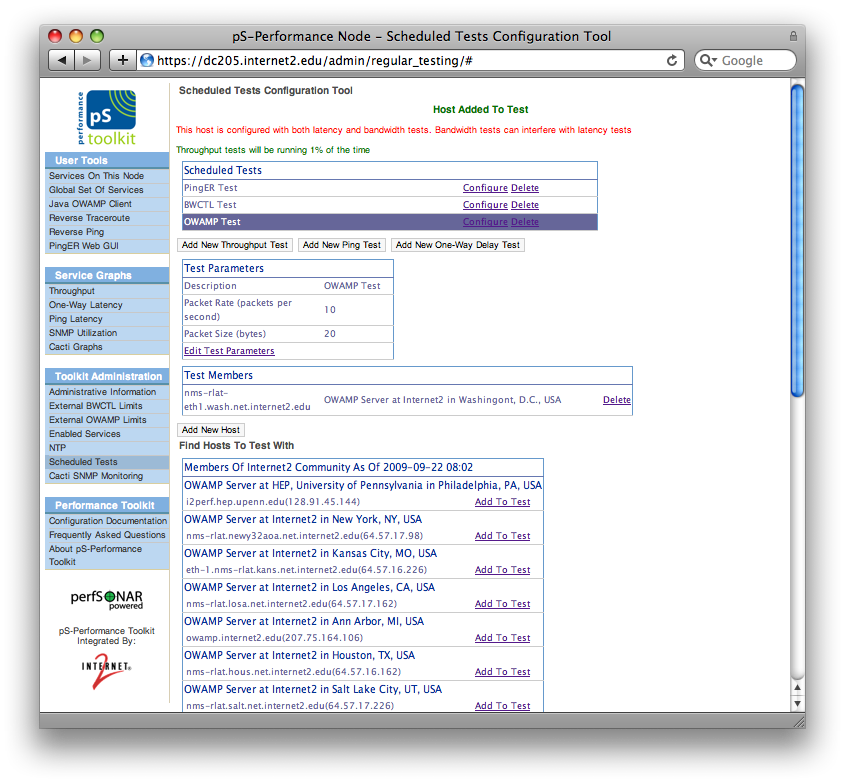 pS-Performance Node – Scheduled Tests Configuration Tool
https://dc205.internet2.edu/admin/regular_testing/#
Google
performance
pS
toolkit
User Tools
Services On This Node
Global Set Of Services
Java OWAMP Client
Reverse Traceroute
Reverse Ping
PingER Web GUI
Service Graphs
Throughput
One-Way Latency
Ping Latency
SNMP Utilization
Cacti Graphs
Toolkit Administration
Administrative Information
External BWCTL Limits
External OWAMP Limits
Enabled Services
NTP
Scheduled Tests
Cacti SNMP Monitoring
Performance Toolkit
Configuration Documentation
Frequently Asked Questions
About pS-Performance
Toolkit
perfSONAR
powered
pS-Performance Toolkit
Integrated By:
INTERNET
2
Scheduled Tests Configuration Tool
Host Added To Test
This host is configured with both latency and bandwidth tests. Bandwidth tests can interfere with latency tests
Throughput tests will be running 1% of the time
Scheduled Tests
PingER Test Configure Delete
BWCTL Test Configure Delete
OWAMP Test Configure Delete
Add New Throughput Test Add New Ping Test Add New One-Way Delay Test
Test Parameters
Description OWAMP Test
Packet Rate (packets per
second) 10
Packet Size (bytes) 20
Edit Test Parameters
Test Members
nms-rlat-
eth1.wash.net.internet2.edu OWAMP Server at Internet2 in Washingont, D.C., USA Delete
Add New Host
Find Hosts To Test With
Members Of Internet2 Community As Of 2009-09-22 08:02
OWAMP Server at HEP, University of Pennsylvania in Philadelphia, PA, USA
i2perf.hep.upenn.edu(128.91.45.144) Add To Test
OWAMP Server at Internet2 in New York, NY, USA
nms-rlat.newy32aoa.net.internet2.edu(64.57.17.98) Add To Test
OWAMP Server at Internet2 in Kansas City, MO, USA
eth-1.nms-rlat.kans.net.internet2.edu(64.57.16.226) Add To Test
OWAMP Server at Internet2 in Los Angeles, CA, USA
nms-rlat.losa.net.internet2.edu(64.57.17.162) Add To Test
OWAMP Server at Internet2 in Ann Arbor, MI, USA
owamp.internet2.edu(207.75.164.106) Add To Test
OWAMP Server at Internet2 in Houston, TX, USA
nms-rlat.hous.net.internet2.edu(64.57.16.162) Add To Test
OWAMP Server at Internet2 in Salt Lake City, UT, USA
nms-rlat.salt.net.internet2.edu(64.57.17.226) Add To Test